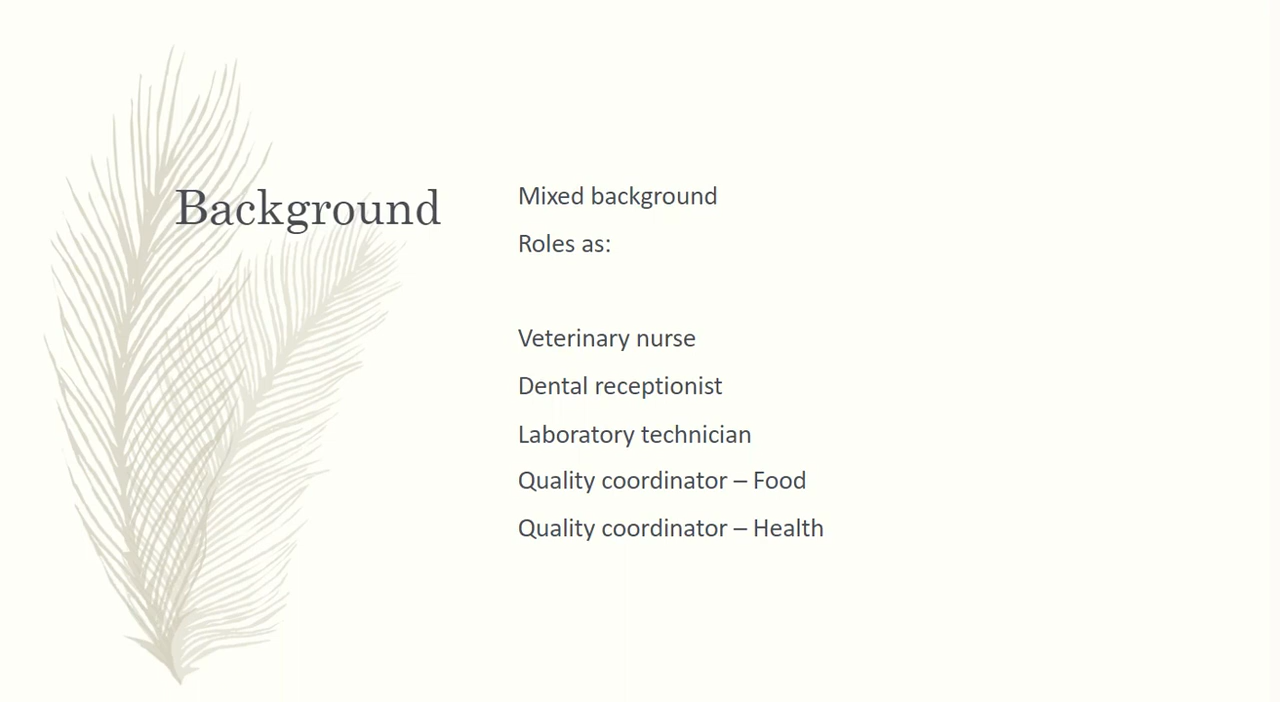 Background
Mixed background
Roles as:
Veterinary nurse
Dental receptionist
Laboratory technician
Quality coordinator – Food
Quality coordinator – Health